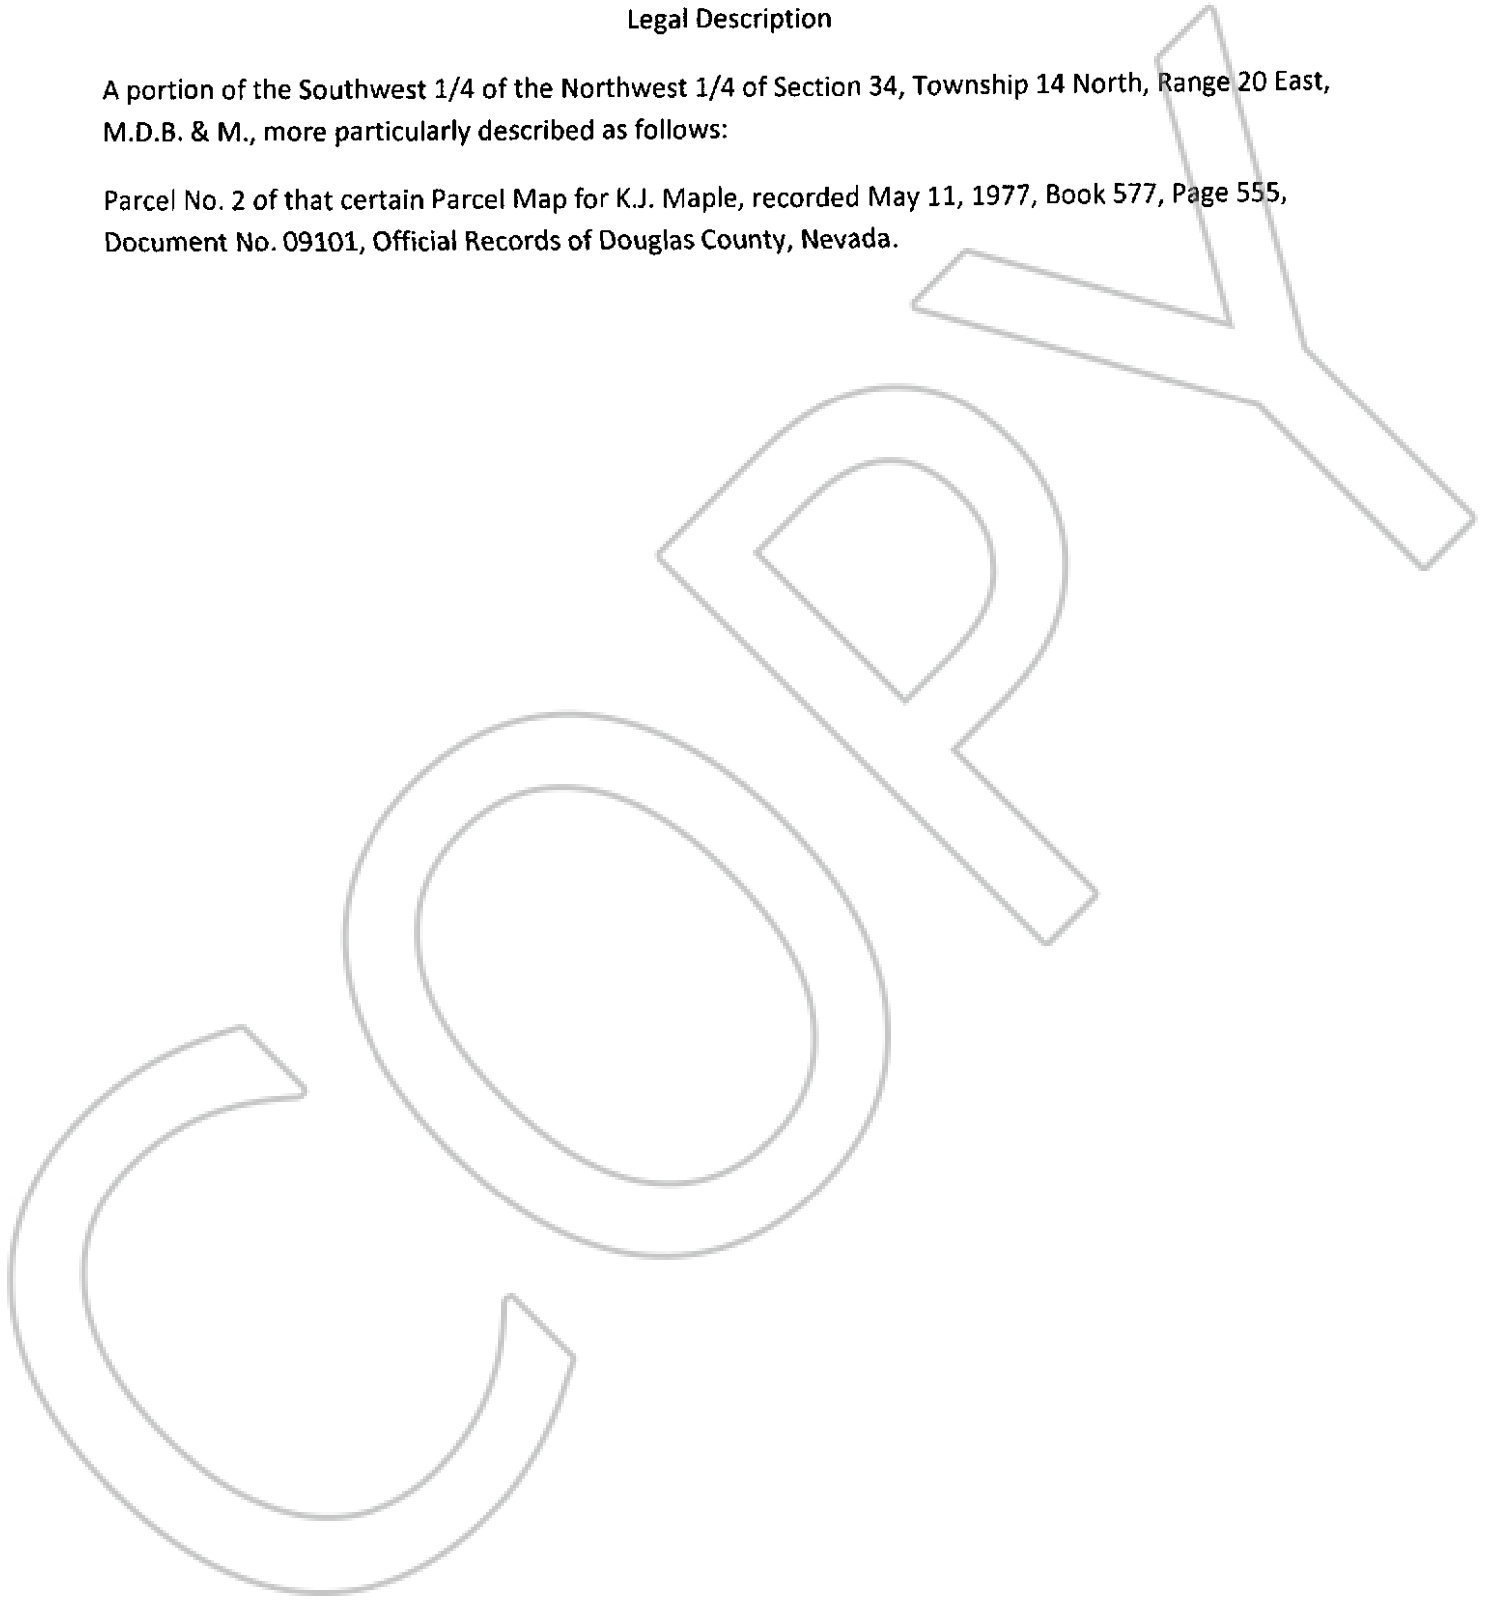 Legal Description
A portion of the Southwest 1/4 of the Northwest 1/4 of Section 34, Township 14 North, Range 20 East,
M.D.B. & M., more particularly described as follows:
Parcel No. 2 of that certain Parcel Map for K.J. Maple, recorded May 11, 1977, Book 577, Page 555,
Document No. 09101, Official Records of Douglas County, Nevada.
COPY